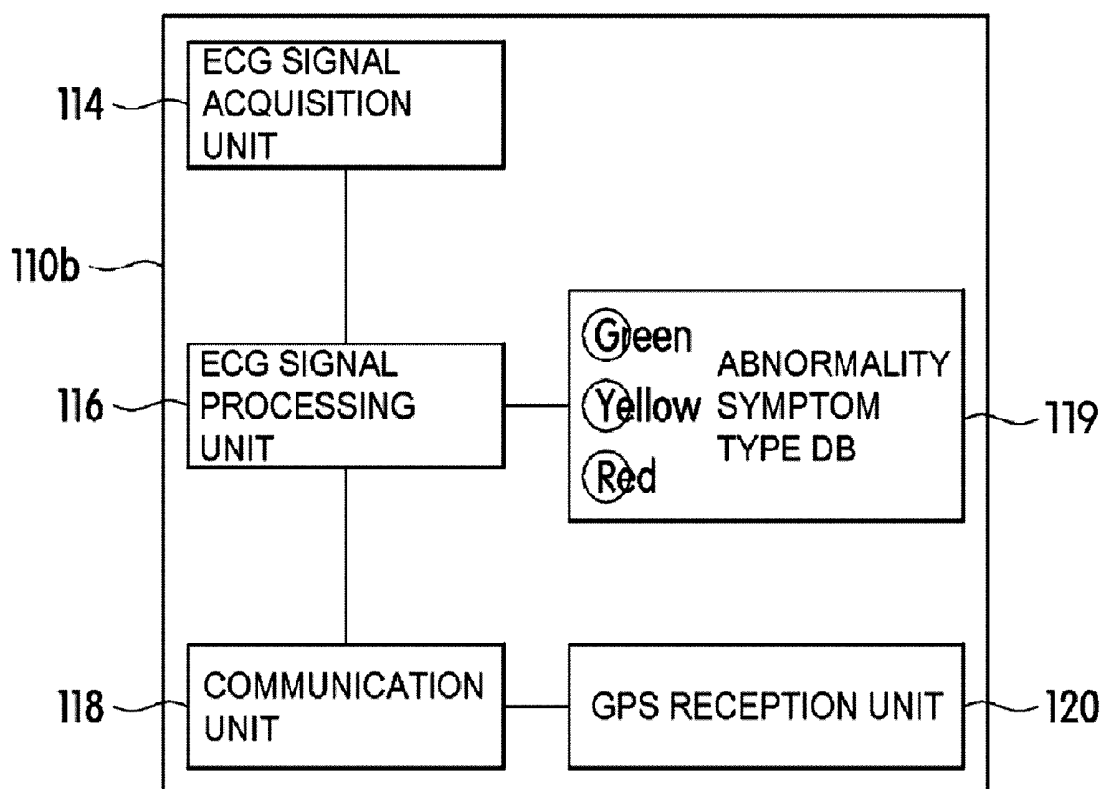 114
ECG SIGNAL
ACQUISITION
UNIT
110b
116
ECG SIGNAL
PROCESSING
UNIT
Green
Yellow
Red
ABNORMALITY
SYMPTOM
TYPE DB
119
118
COMMUNICATION
UNIT
GPS RECEPTION UNIT
120